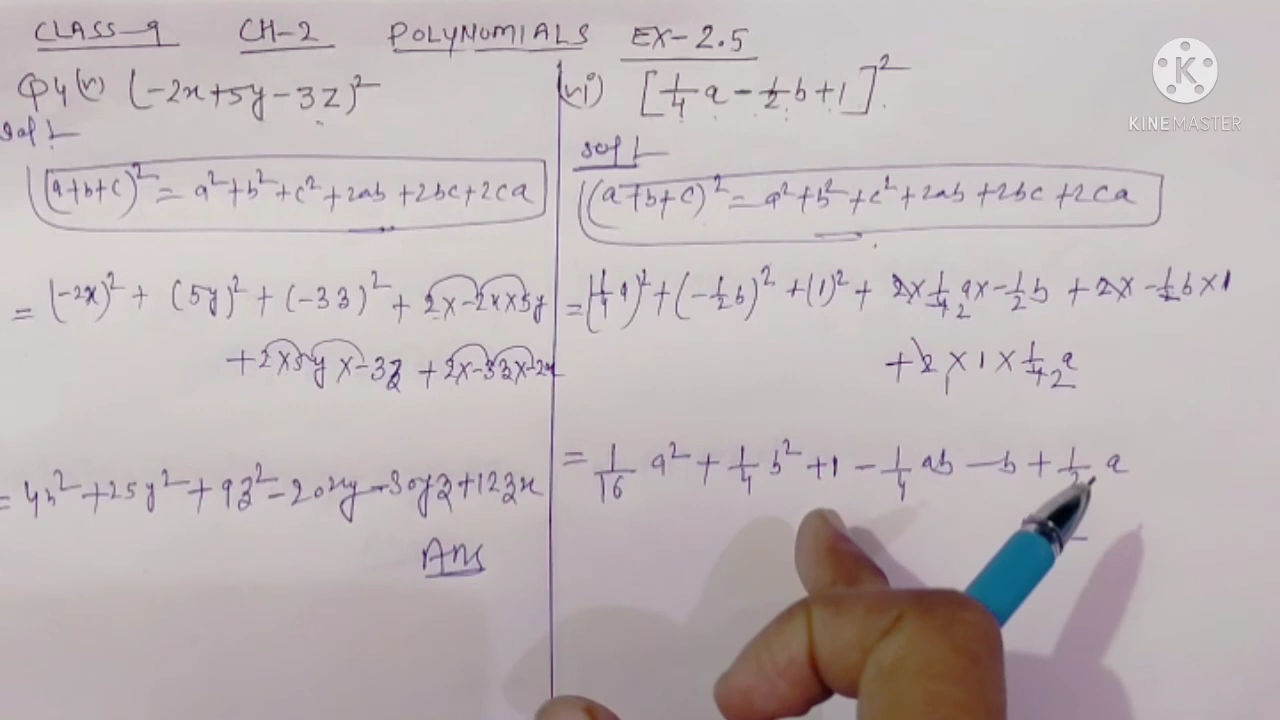 CLASS-9 CH-2 POLYNOMIALS EX-2.5
Q4(v) (-2x+5y-3z)²
Sol
(a+b+c)² = a²+b²+c²+2ab+2bc+2ca
= (-2x)² + (5y)² + (-3z)² + 2×-2x×5y
+2×5y×-3z + 2×-3z×-2x
= 4x²+25y²+9z²-20xy-30yz+12zx
Ans
(vi) [1/4 a - 1/2 b + 1]²
sol
(a+b+c)² = a²+b²+c²+2ab+2bc+2ca
= (1/4 a)² + (-1/2 b)² + (1)² + 2×1/4 a×-1/2 b + 2×-1/2 b×1
+2×1×1/4 a
= 1/16 a² + 1/4 b² + 1 - 1/4 ab - b + 1/2 a
K
KINEMASTER